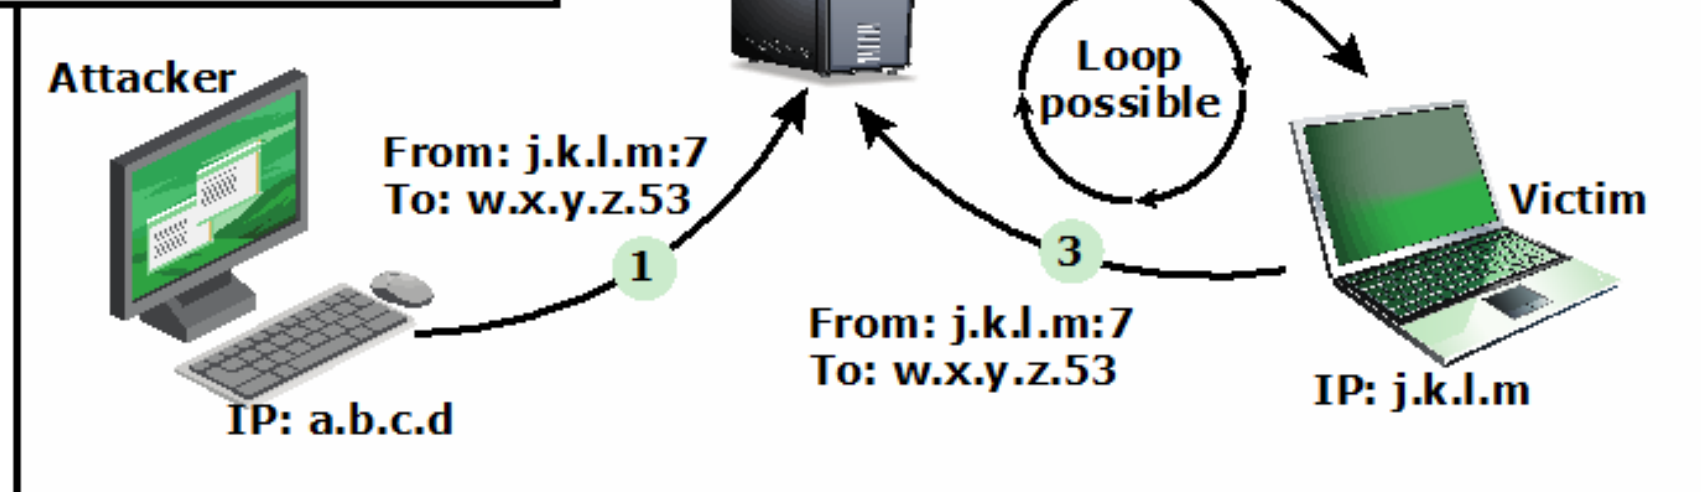 Attacker
From: j.k.l.m:7
To: w.x.y.z.53
1
IP: a.b.c.d
Loop
possible
3
From: j.k.l.m:7
To: w.x.y.z.53
Victim
IP: j.k.l.m